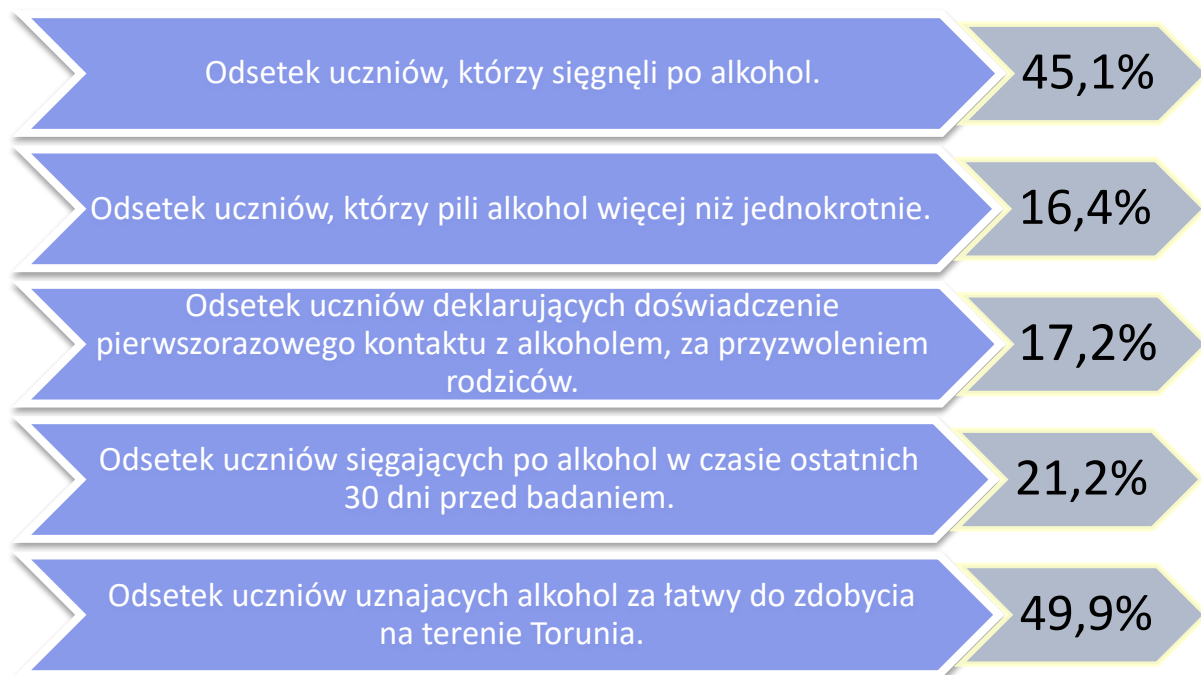 Odsetek uczniów, którzy sięgnęli po alkohol.
45,1%
Odsetek uczniów, którzy pili alkohol więcej niż jednokrotnie.
16,4%
Odsetek uczniów deklarujących doświadczenie
pierwszorazowego kontaktu z alkoholem, za przyzwoleniem
rodziców.
17,2%
Odsetek uczniów sięgających po alkohol w czasie ostatnich
30 dni przed badaniem.
21,2%
Odsetek uczniów uznajacych alkohol za łatwy do zdobycia
na terenie Torunia.
49,9%